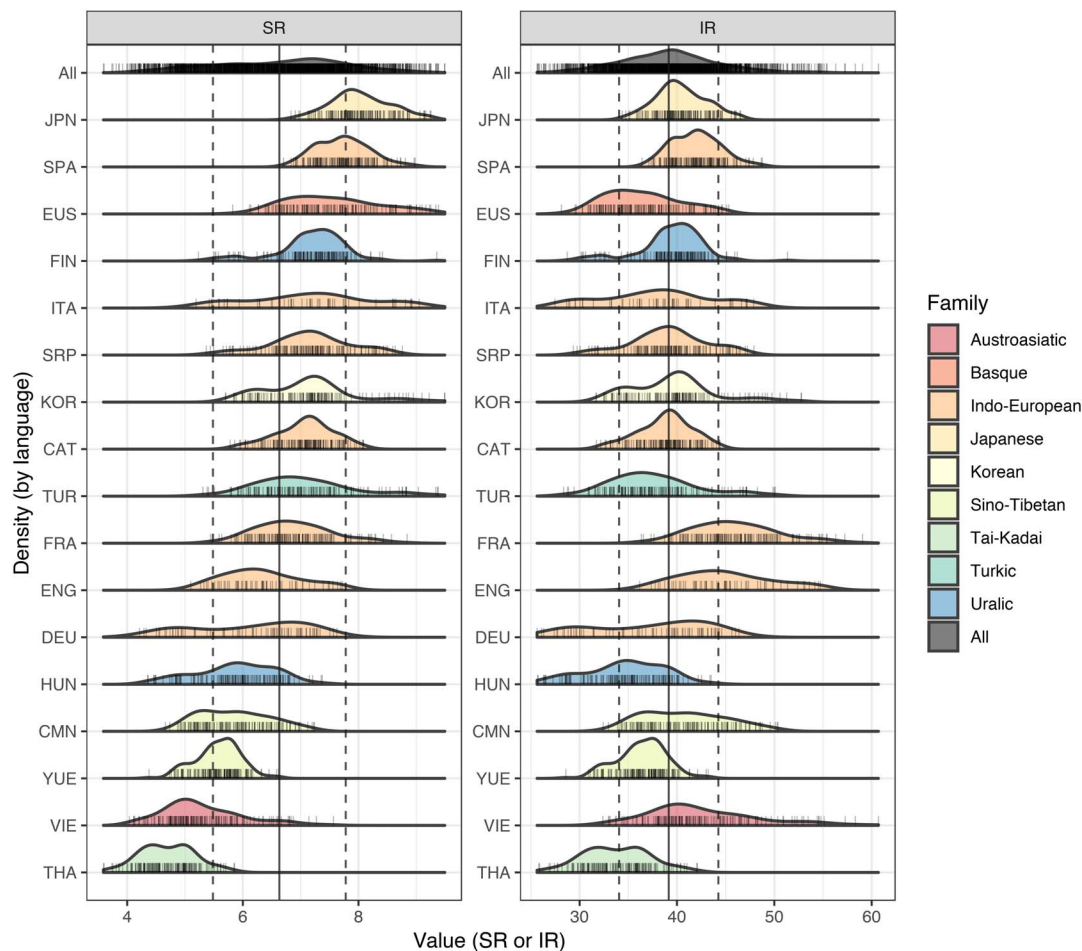 SR
IR
All
JPN
SPA
EUS
FIN
ITA
SRP
KOR
CAT
TUR
FRA
ENG
DEU
HUN
CMN
YUE
VIE
THA
All
JPN
SPA
EUS
FIN
ITA
SRP
KOR
CAT
TUR
FRA
ENG
DEU
HUN
CMN
YUE
VIE
THA
4 6 8
30 40 50 60
Value (SR or IR)
Density (by language)
Family
Austroasiatic
Basque
Indo-European
Japanese
Korean
Sino-Tibetan
Tai-Kadai
Turkic
Uralic
All